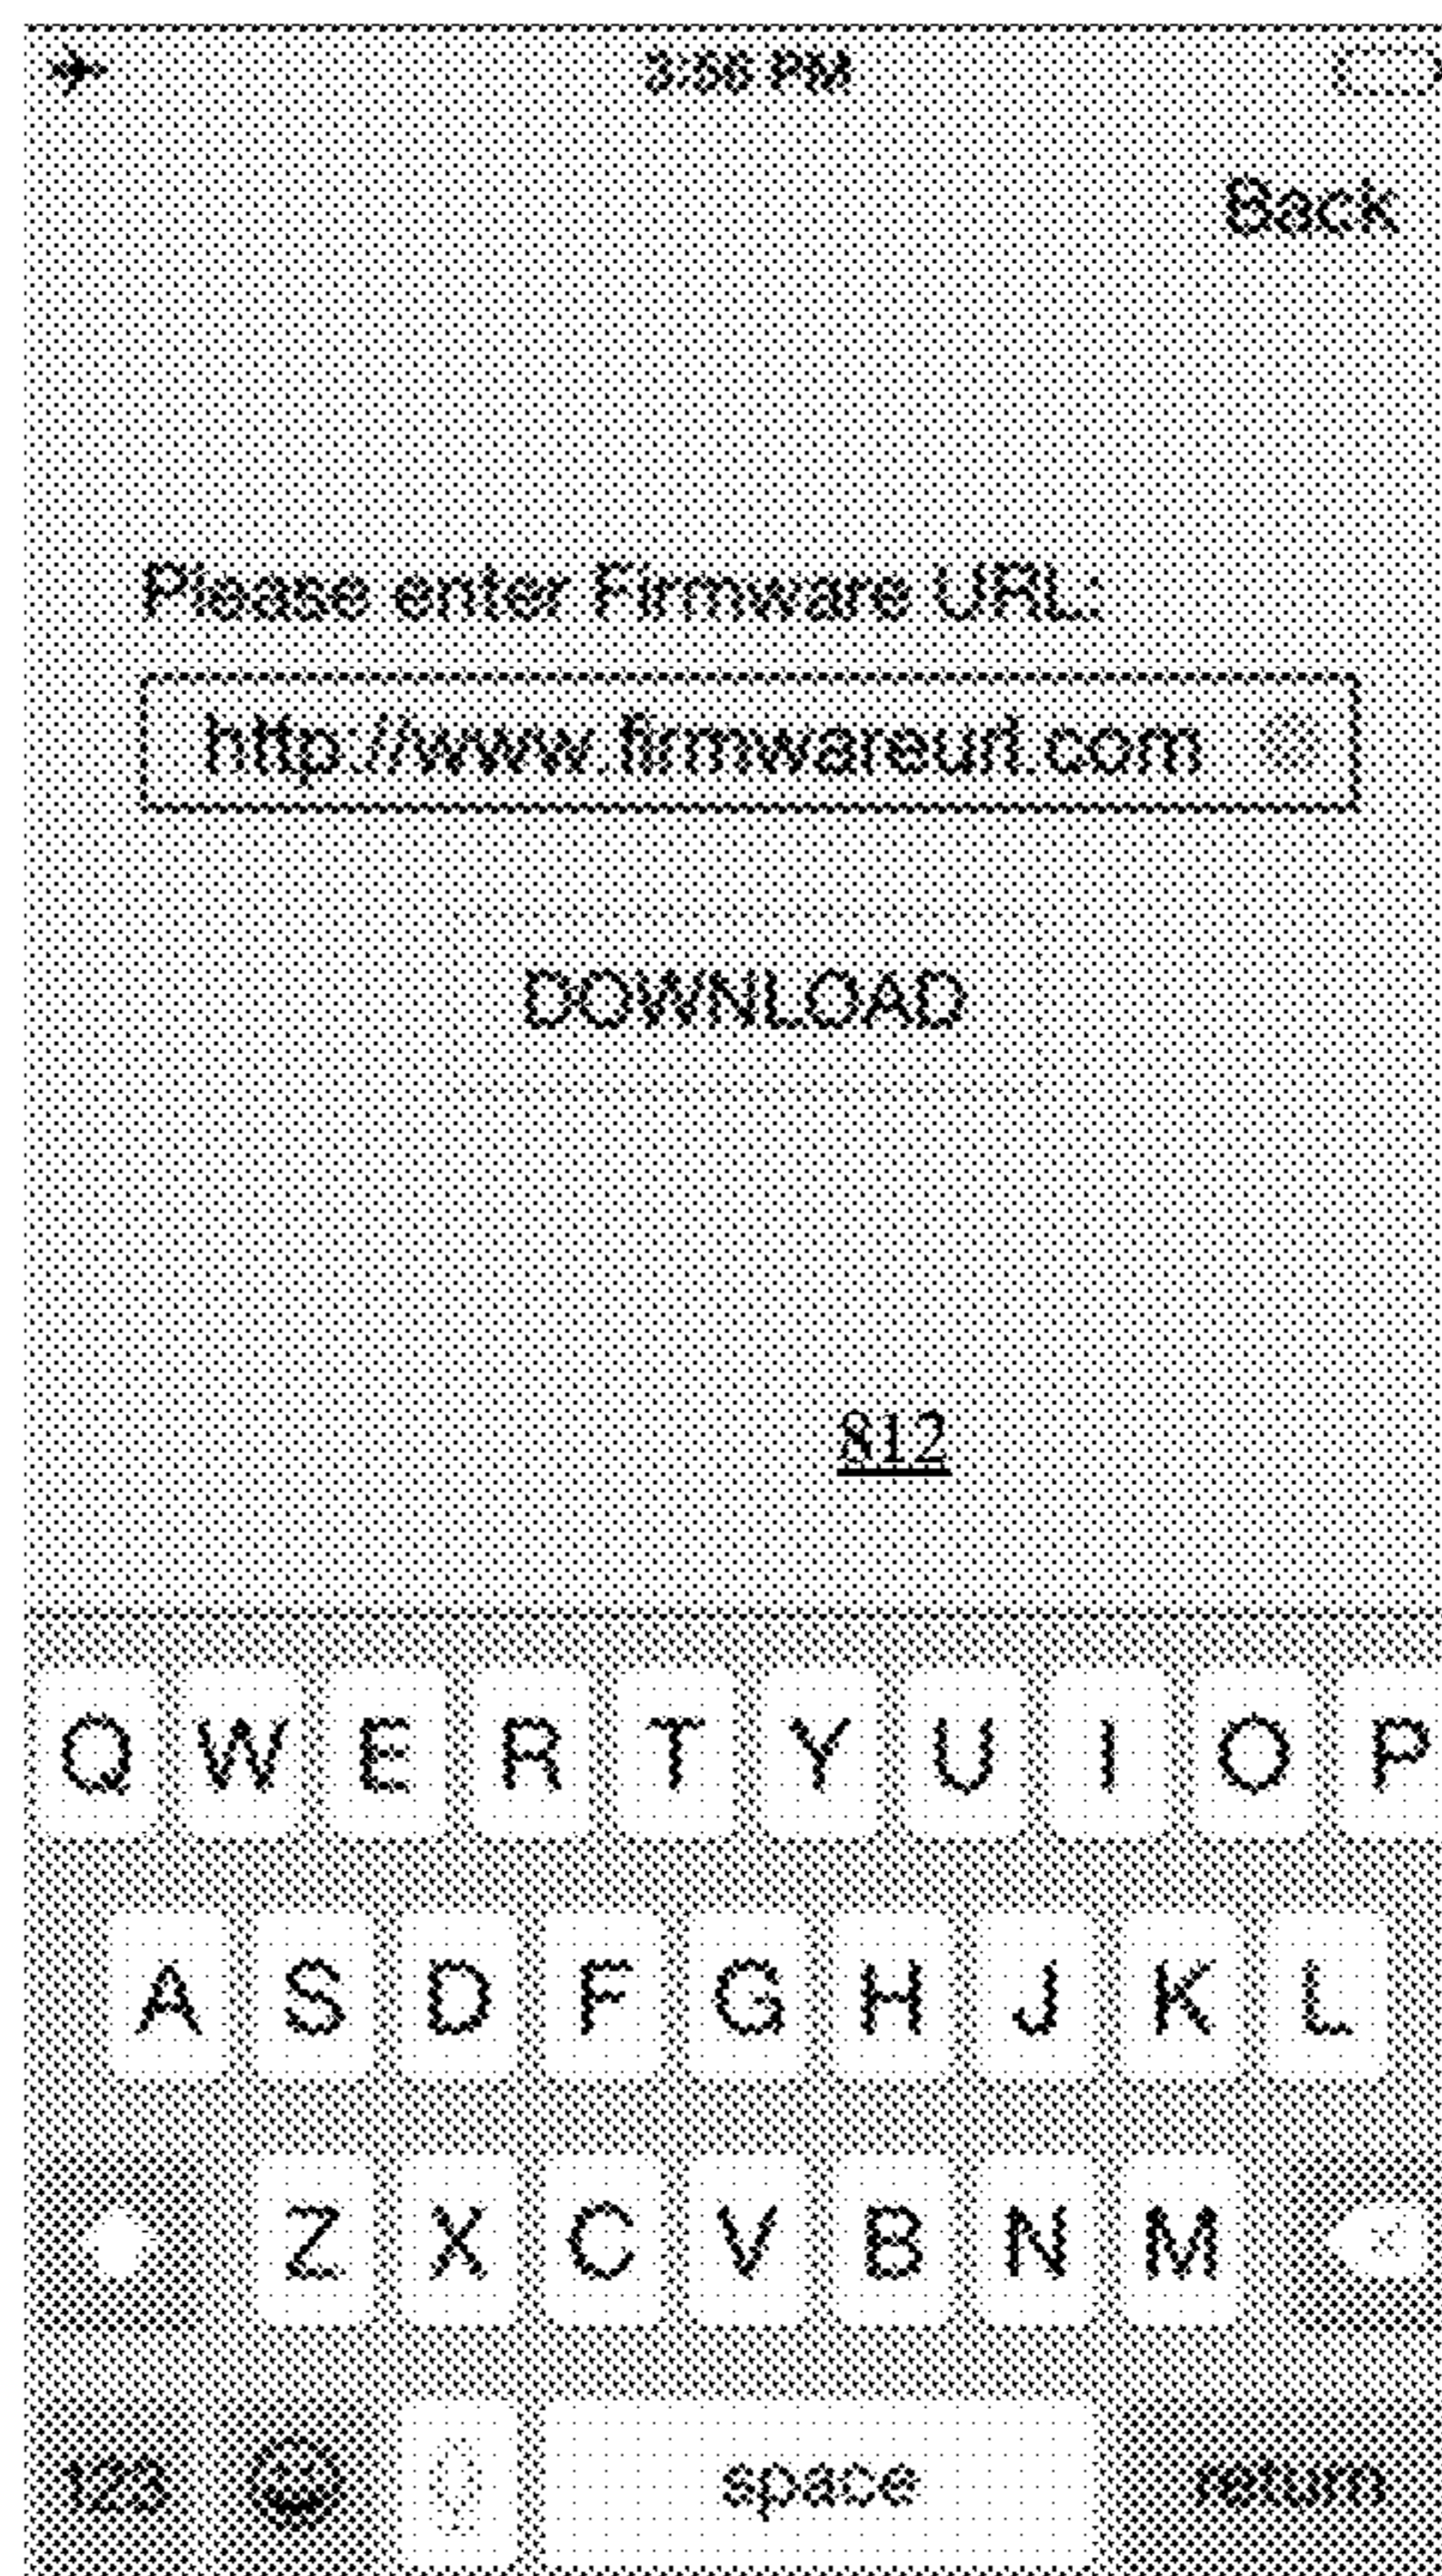 3:56 PM
Back
Please enter Firmware URL:
http://www.firmwareurl.com
DOWNLOAD
812
Q W E R T Y U I O P
A S D F G H J K L
Z X C V B N M
123 space return